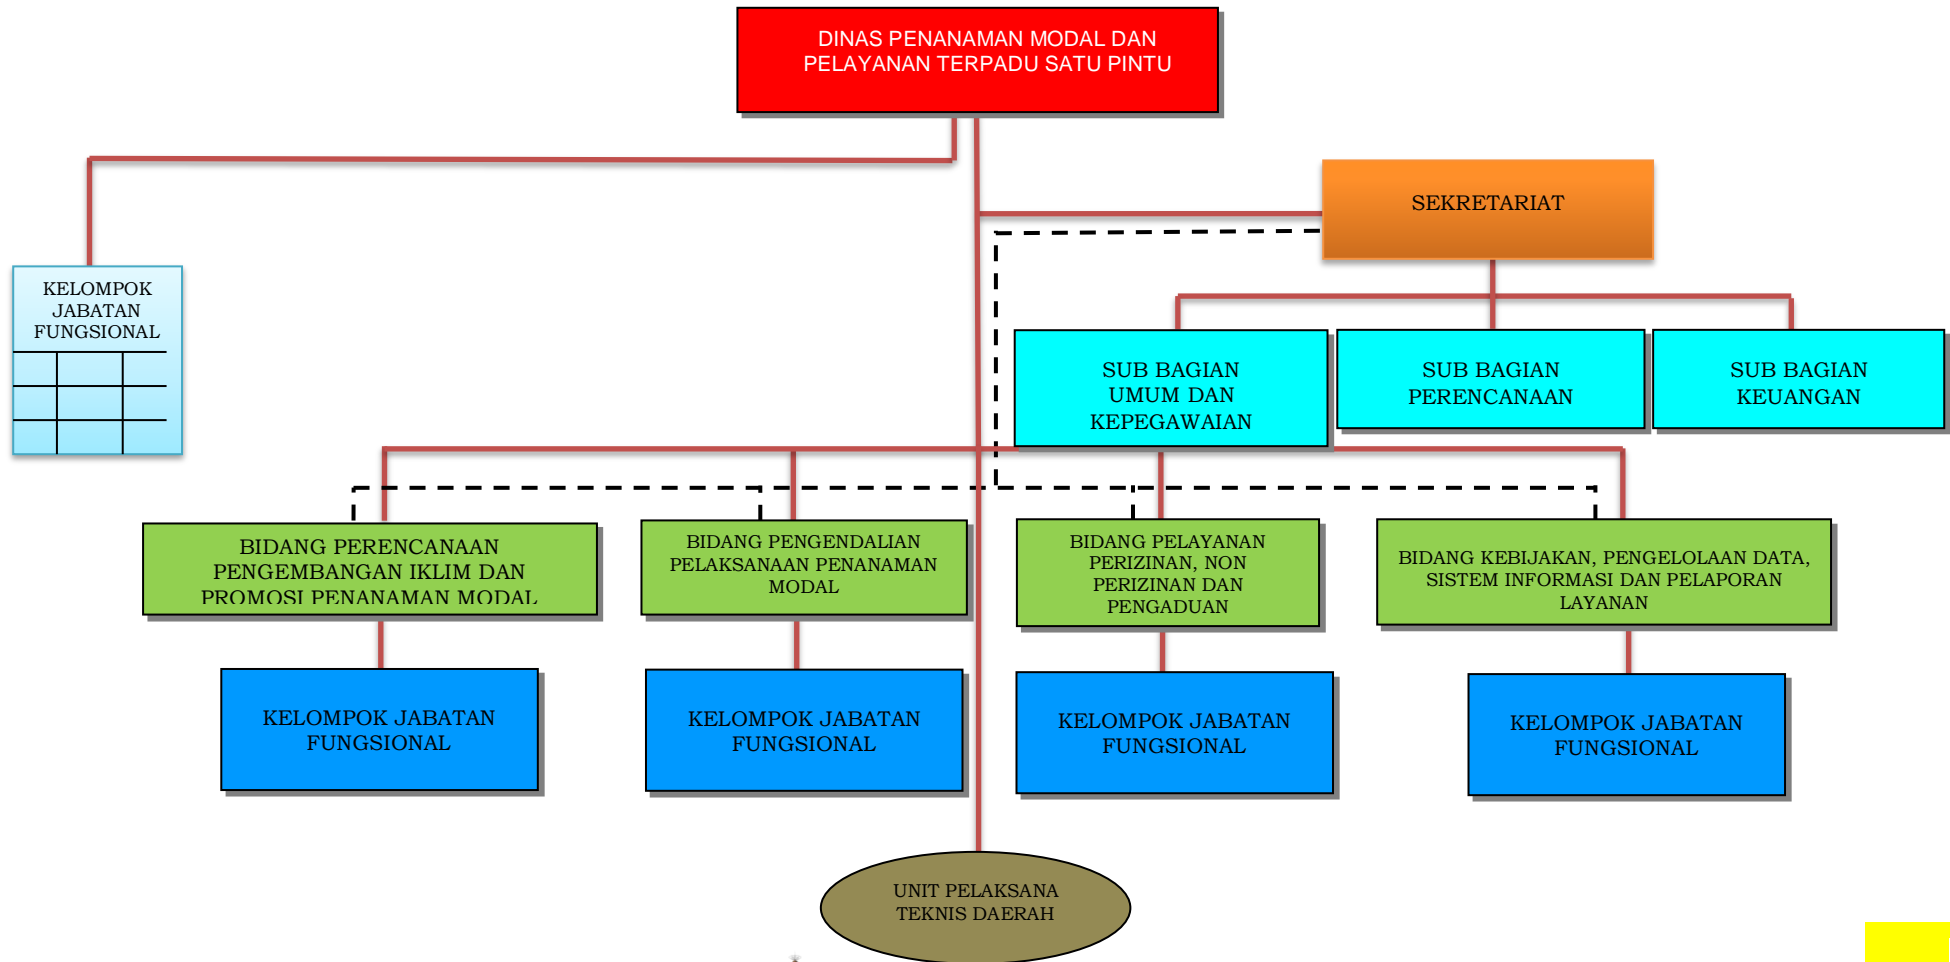 DINAS PENANAMAN MODAL DAN
PELAYANAN TERPADU SATU PINTU
SEKRETARIAT
KELOMPOK
JABATAN
FUNGSIONAL
SUB BAGIAN
UMUM DAN
KEPEGAWAIAN
SUB BAGIAN
PERENCANAAN
SUB BAGIAN
KEUANGAN
BIDANG PERENCANAAN
PENGEMBANGAN IKLIM DAN
PROMOSI PENANAMAN MODAL
BIDANG PENGENDALIAN
PELAKSANAAN PENANAMAN
MODAL
BIDANG PELAYANAN
PERIZINAN, NON
PERIZINAN DAN
PENGADUAN
BIDANG KEBIJAKAN, PENGELOLAAN DATA,
SISTEM INFORMASI DAN PELAPORAN
LAYANAN
KELOMPOK JABATAN
FUNGSIONAL
KELOMPOK JABATAN
FUNGSIONAL
KELOMPOK JABATAN
FUNGSIONAL
KELOMPOK JABATAN
FUNGSIONAL
UNIT PELAKSANA
TEKNIS DAERAH